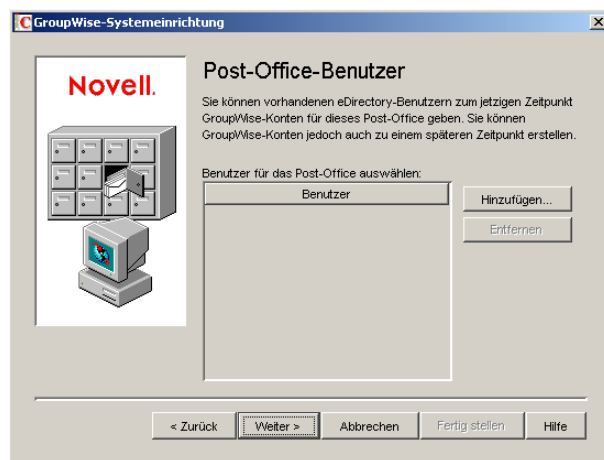 GroupWise-Systemeinrichtung
Novell.
Post-Office-Benutzer
Sie können vorhandenen eDirectory-Benutzern zum jetzigen Zeitpunkt
GroupWise-Konten für dieses Post-Office geben. Sie können
GroupWise-Konten jedoch auch zu einem späteren Zeitpunkt erstellen.
Benutzer für das Post-Office auswählen:
Benutzer
Hinzufügen...
Entfernen
< Zurück
Weiter >
Abbrechen
Fertig stellen
Hilfe